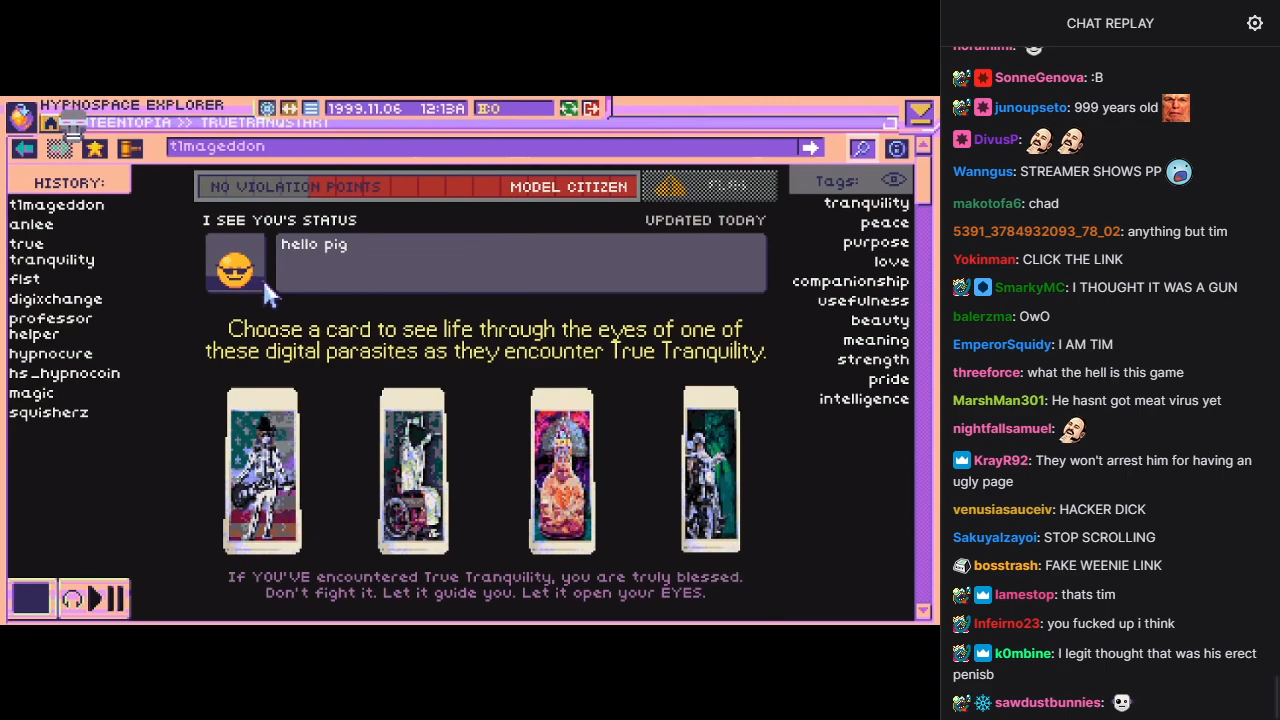 HYPNOSPACE EXPLORER
1999.11.06 12:13A
TEENTOPIA >> TRUETRANQSTART
t1mageddon
HISTORY:
t1mageddon
anlee
true
tranquility
f1st
digixchange
professor
helper
hypnocure
hs_hypnocoin
magic
squisherz
NO VIOLATION POINTS
MODEL CITIZEN
I SEE YOU'S STATUS
UPDATED TODAY
hello pig
Choose a card to see life through the eyes of one of
these digital parasites as they encounter True Tranquility.
If YOU'VE encountered True Tranquility, you are truly blessed.
Don't fight it. Let it guide you. Let it open your EYES.
Tags:
tranquility
peace
purpose
love
companionship
usefulness
beauty
meaning
strength
pride
intelligence
CHAT REPLAY
SonneGenova: :B
junoupseto: 999 years old
DivusP:
Wanngus: STREAMER SHOWS PP
makotofa6: chad
5391_3784932093_78_02: anything but tim
Yokinman: CLICK THE LINK
SmarkyMC: I THOUGHT IT WAS A GUN
balerzma: OwO
EmperorSquidy: I AM TIM
threeforce: what the hell is this game
MarshMan301: He hasnt got meat virus yet
nightfallsamuel:
KrayR92: They won't arrest him for having an
ugly page
venusiasauceiv: HACKER DICK
Sakuyalzayoi: STOP SCROLLING
bosstrash: FAKE WEENIE LINK
lamestop: thats tim
Infeirno23: you fucked up i think
k0mbine: I legit thought that was his erect
penisb
sawdustbunnies: